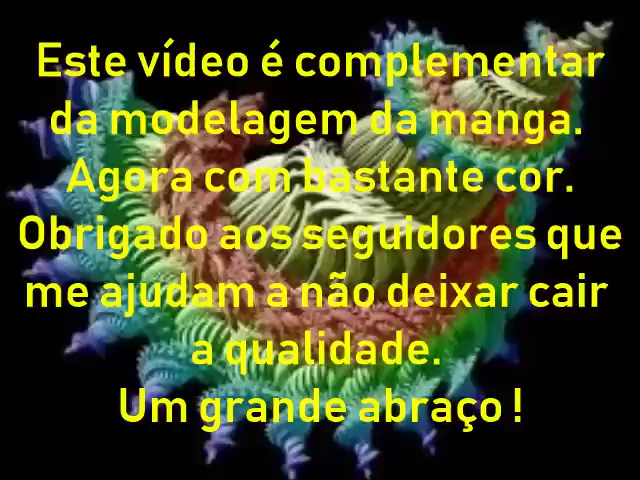 Este vídeo é complementar
da modelagem da manga.
Agora com bastante cor.
Obrigado aos seguidores que
me ajudam a não deixar cair
a qualidade.
Um grande abraço !